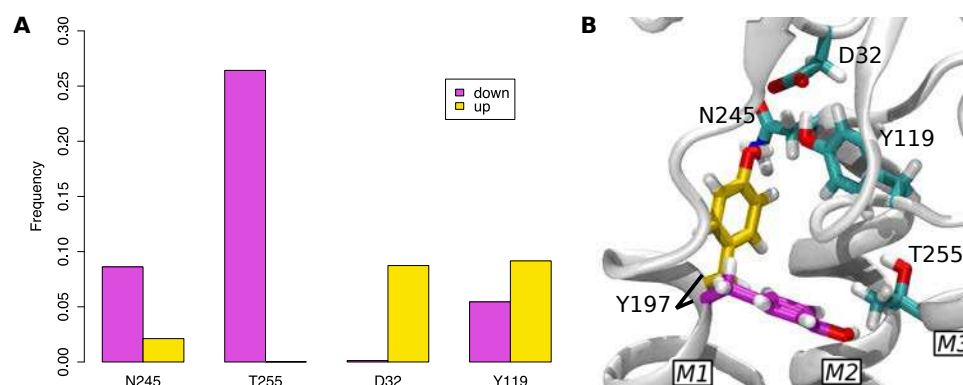 A
Frequency
0.30
0.25
0.20
0.15
0.10
0.05
0.00
down
up
N245
T255
D32
Y119
B
D32
N245
Y119
T255
Y197
M1
M2
M3